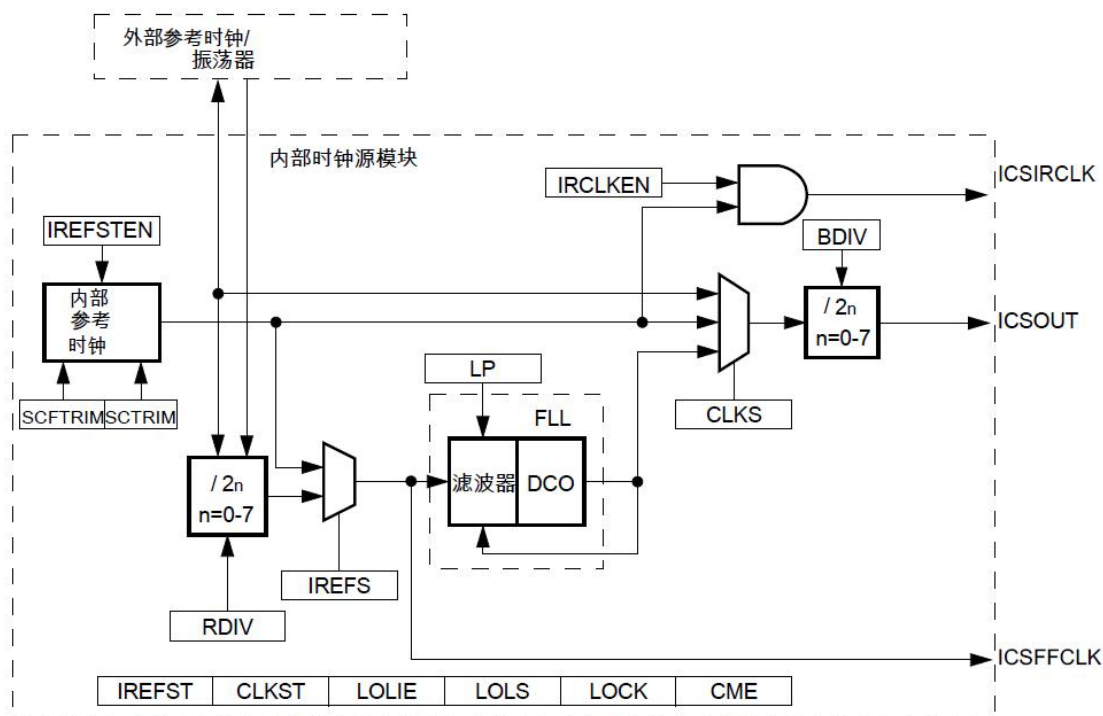 外部参考时钟/
振荡器
内部时钟源模块
IRCLKEN
ICSIRCLK
IREFSTEN
BDIV
内部
参考
时钟
/ 2n
n=0-7
ICSOUT
LP
SCFTRIM
SCTRIM
FLL
CLKS
/ 2n
n=0-7
滤波器
DCO
IREFS
RDIV
ICSFFCLK
IREFST
CLKST
LOLIE
LOLS
LOCK
CME